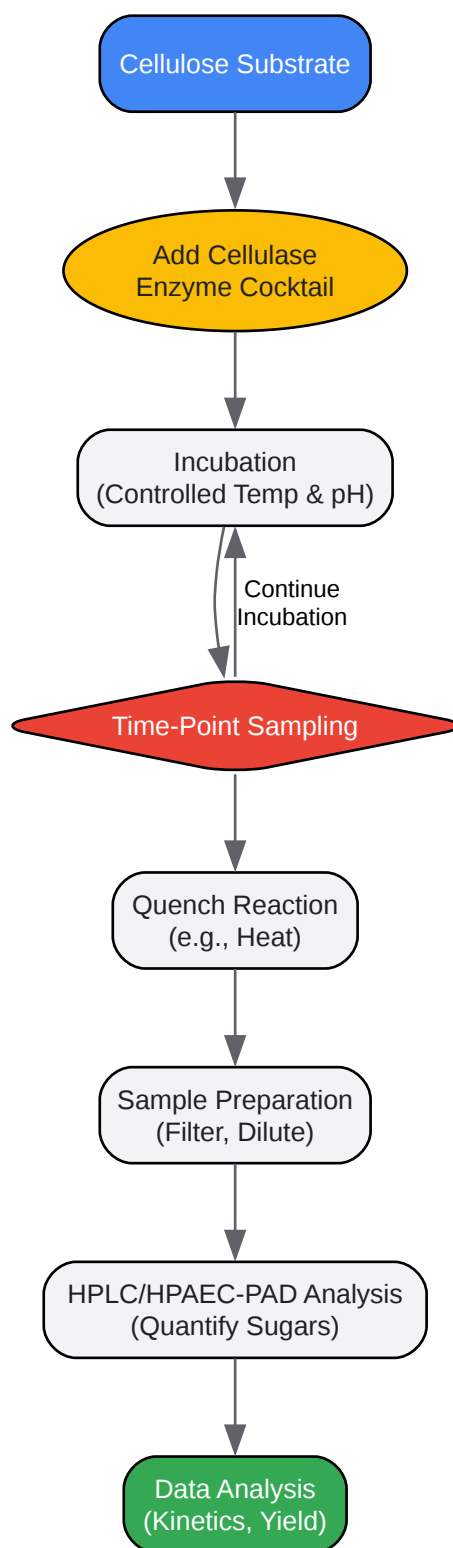 Cellulose Substrate
Add Cellulase
Enzyme Cocktail
Incubation
(Controlled Temp & pH)
Continue
Incubation
Time-Point Sampling
Quench Reaction
(e.g., Heat)
Sample Preparation
(Filter, Dilute)
HPLC/HPAEC-PAD Analysis
(Quantify Sugars)
Data Analysis
(Kinetics, Yield)